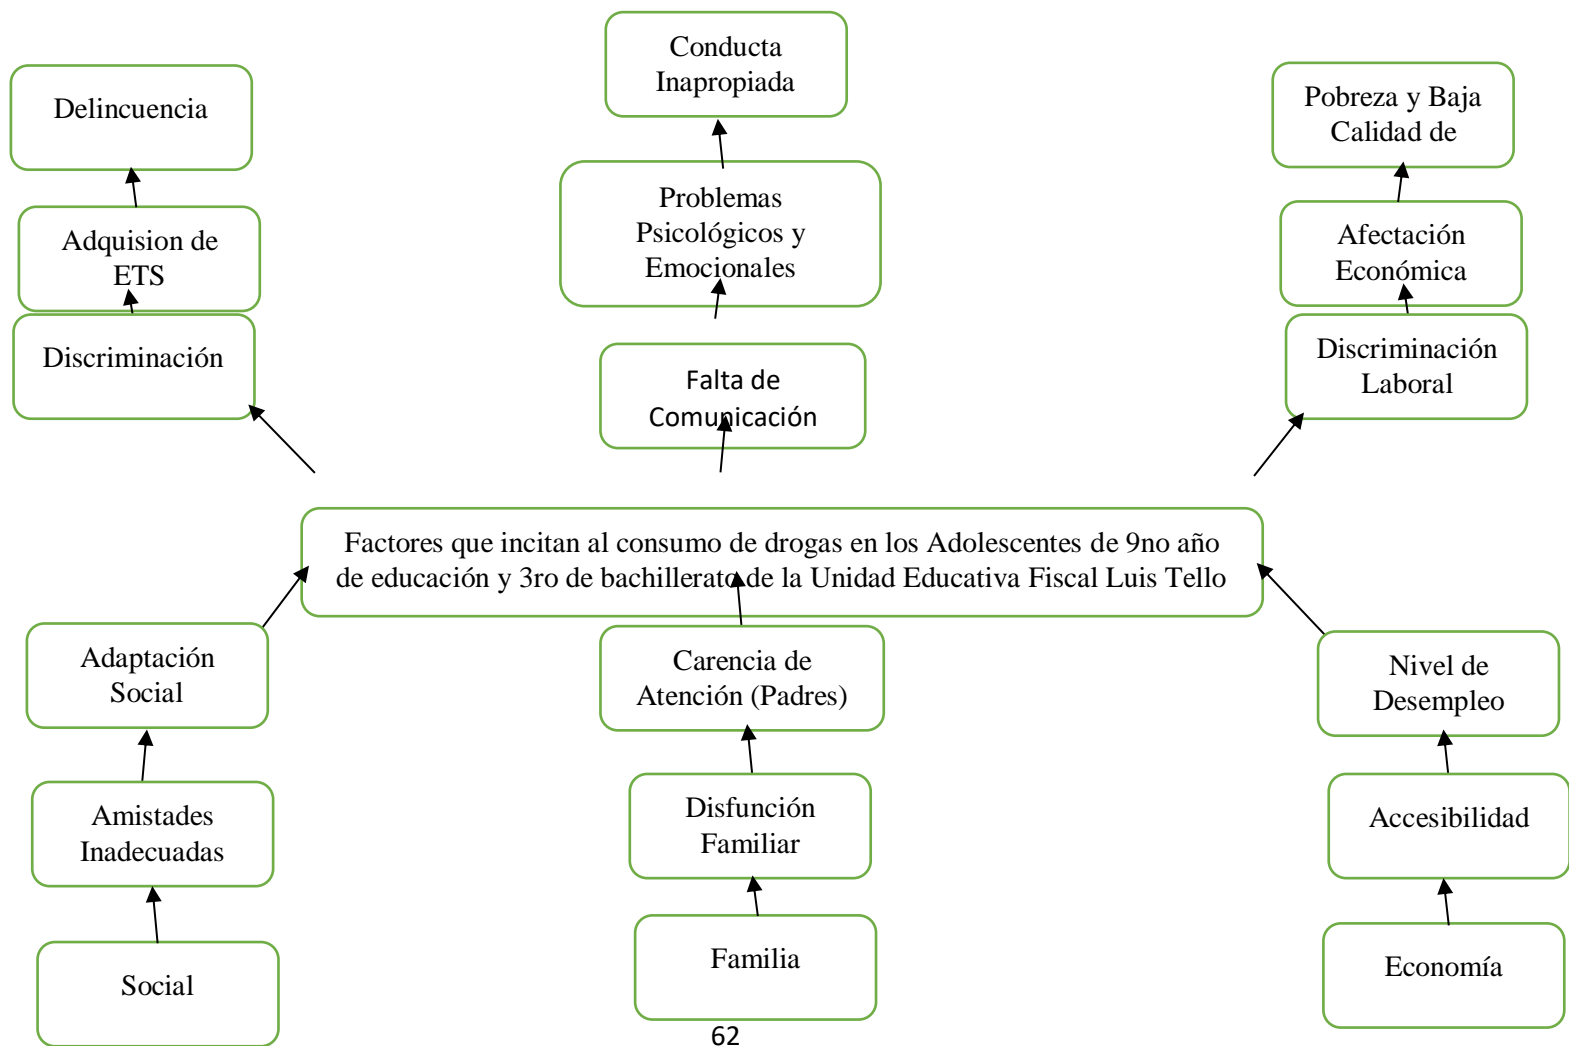 Conducta
Inapropiada
Delincuencia
Pobreza y Baja
Calidad de
Problemas
Psicológicos y
Emocionales
Adquision de
ETS
Afectación
Económica
Discriminación
Falta de
Comunicación
Discriminación
Laboral
Factores que incitan al consumo de drogas en los Adolescentes de 9no año
de educación y 3ro de bachillerato de la Unidad Educativa Fiscal Luis Tello
Adaptación
Social
Carencia de
Atención (Padres)
Nivel de
Desempleo
Amistades
Inadecuadas
Disfunción
Familiar
Accesibilidad
Social
Familia
Economía
62